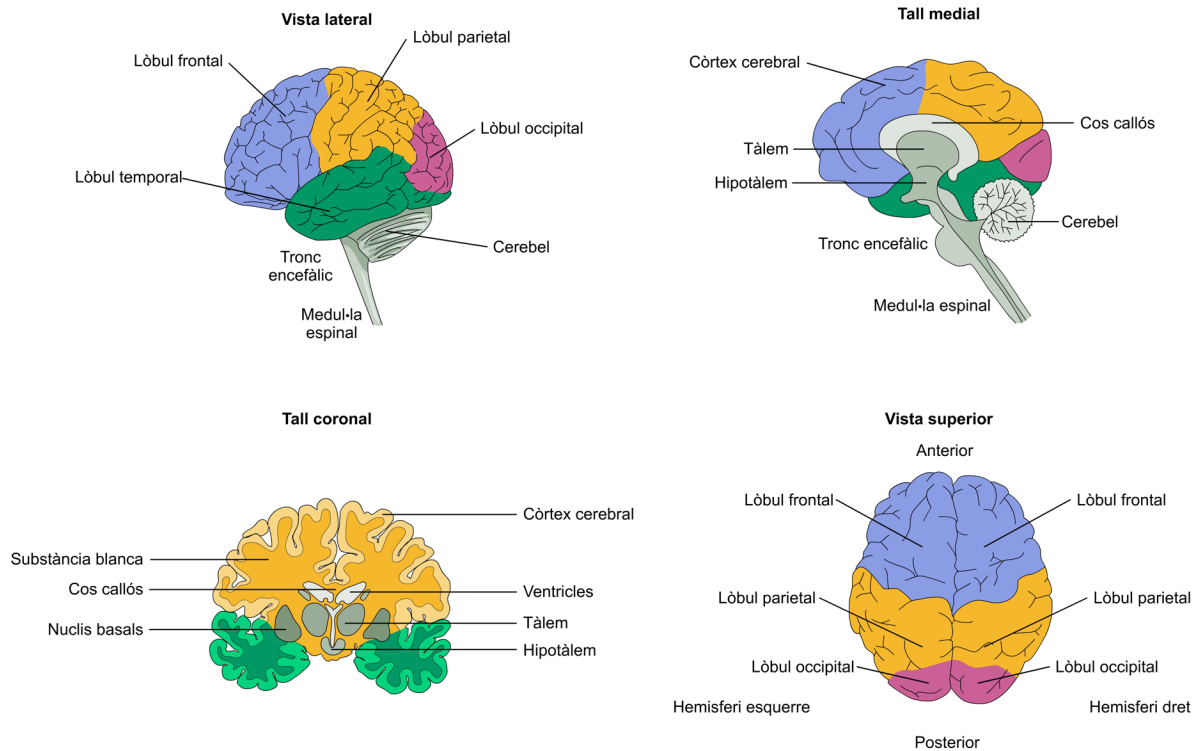 Vista lateral
Lòbul parietal
Lòbul frontal
Lòbul occipital
Lòbul temporal
Cerebel
Tronc
encefàlic
Medul•la
espinal
Tall medial
Còrtex cerebral
Cos callós
Tàlem
Hipotàlem
Cerebel
Tronc encefàlic
Medul•la espinal
Tall coronal
Còrtex cerebral
Substància blanca
Cos callós
Ventricles
Nuclis basals
Tàlem
Hipotàlem
Vista superior
Anterior
Lòbul frontal
Lòbul frontal
Lòbul parietal
Lòbul parietal
Lòbul occipital
Lòbul occipital
Hemisferi esquerre
Hemisferi dret
Posterior